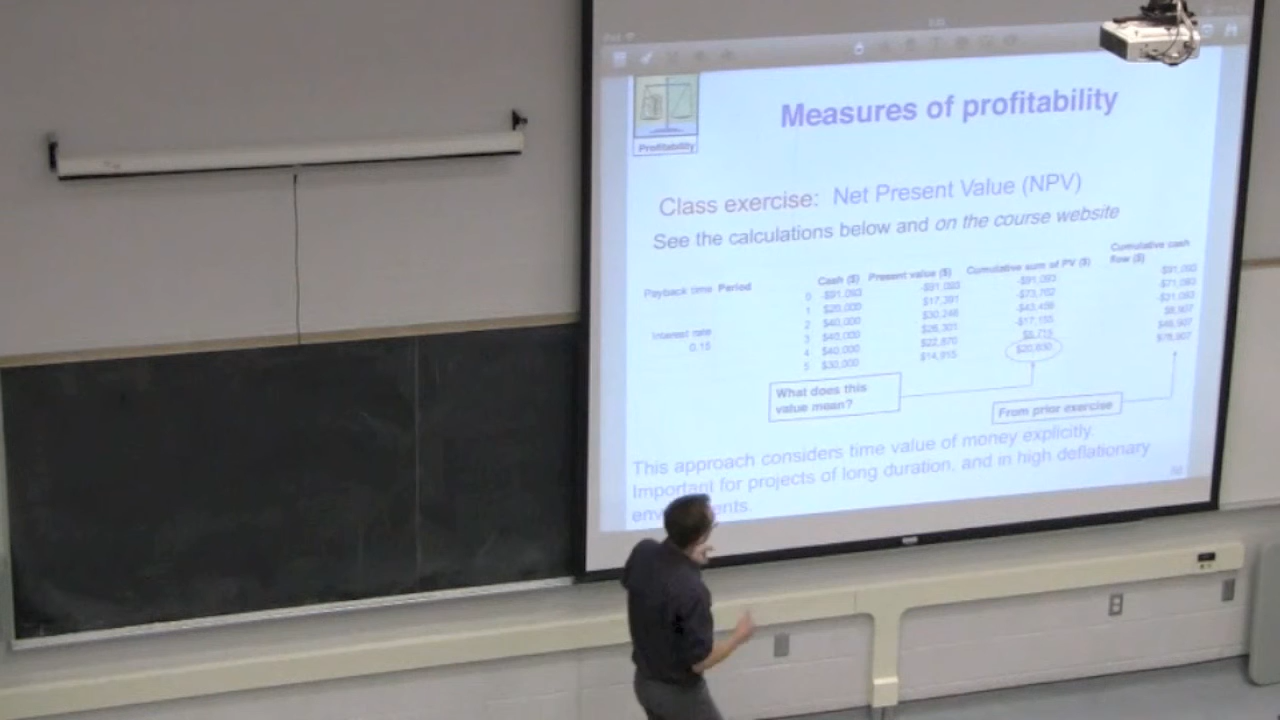 Measures of profitability
Profitability
Class exercise: Net Present Value (NPV)
See the calculations below and on the course website
Payback time Period Cash ($) Present value ($) Cumulative sum of PV ($) Cumulative cash flow ($)
0 -$91,093 -$91,093 -$91,093 -$91,093
1 $20,000 $17,391 -$73,702 -$71,093
2 $40,000 $30,246 -$43,456 -$31,093
Interest rate 3 $40,000 $26,301 -$17,155 $8,907
0.15 4 $40,000 $22,870 $5,715 $48,907
5 $30,000 $14,915 $20,630 $78,907
What does this
value mean?
From prior exercise
This approach considers time value of money explicitly.
Important for projects of long duration, and in high deflationary